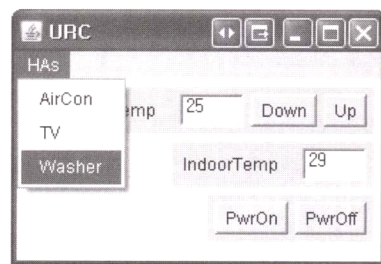 URC
HAs
AirCon
emp 25 Down Up
TV
Washer
IndoorTemp 29
PwrOn PwrOff